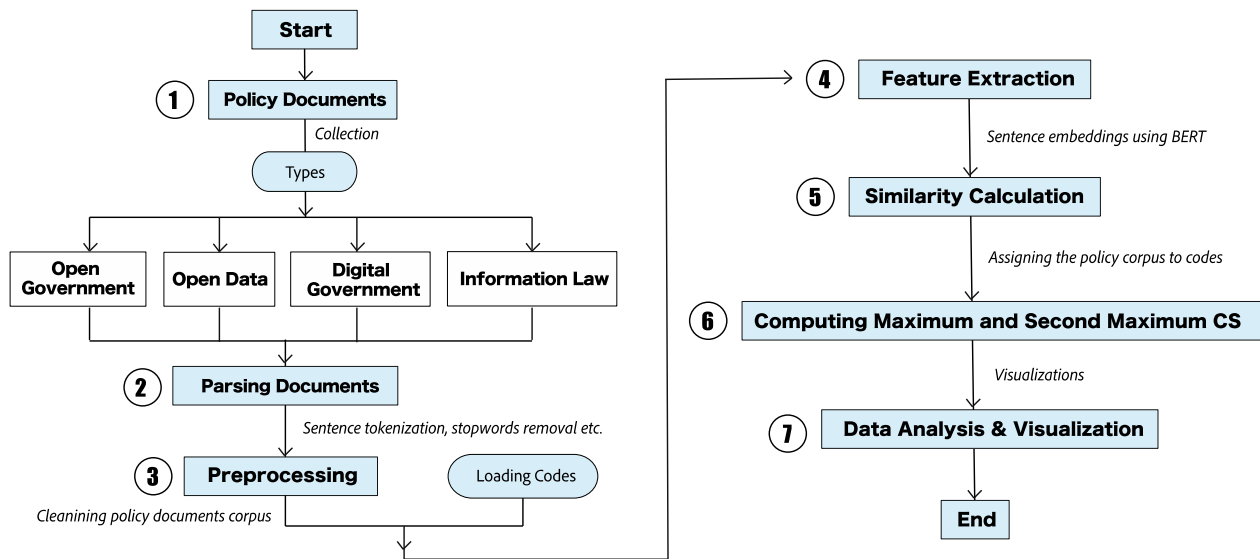 Start
1
Policy Documents
Collection
Types
Open
Government
Open Data
Digital
Government
Information Law
2
Parsing Documents
Sentence tokenization, stopwords removal etc.
3
Preprocessing
Loading Codes
Cleanining policy documents corpus
4
Feature Extraction
Sentence embeddings using BERT
5
Similarity Calculation
Assigning the policy corpus to codes
6
Computing Maximum and Second Maximum CS
Visualizations
7
Data Analysis & Visualization
End